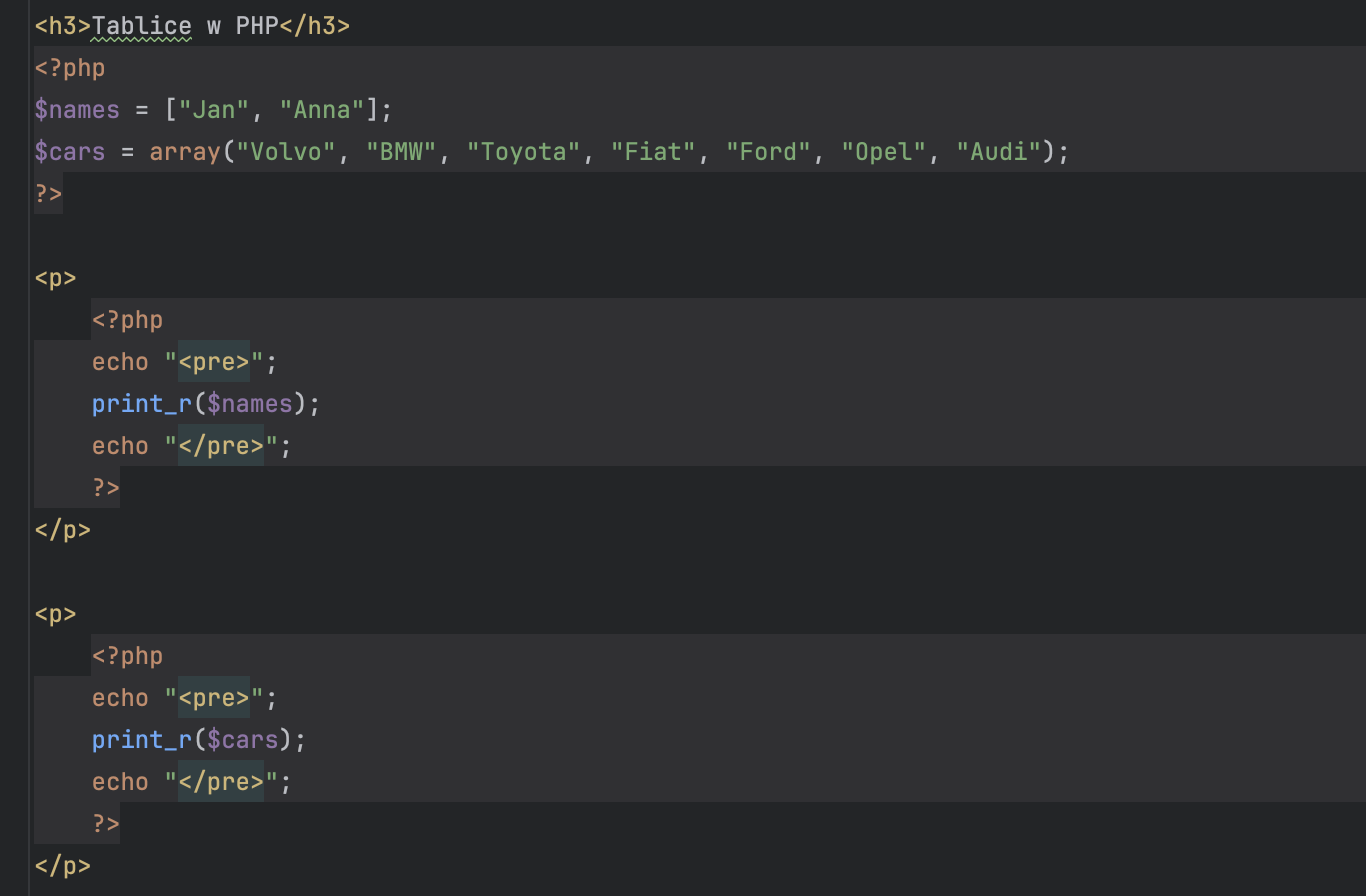 <h3>Tablice w PHP</h3>
<?php
$names = ["Jan", "Anna"];
$cars = array("Volvo", "BMW", "Toyota", "Fiat", "Ford", "Opel", "Audi");
?>

<p>
    <?php
    echo "<pre>";
    print_r($names);
    echo "</pre>";
    ?>
</p>

<p>
    <?php
    echo "<pre>";
    print_r($cars);
    echo "</pre>";
    ?>
</p>